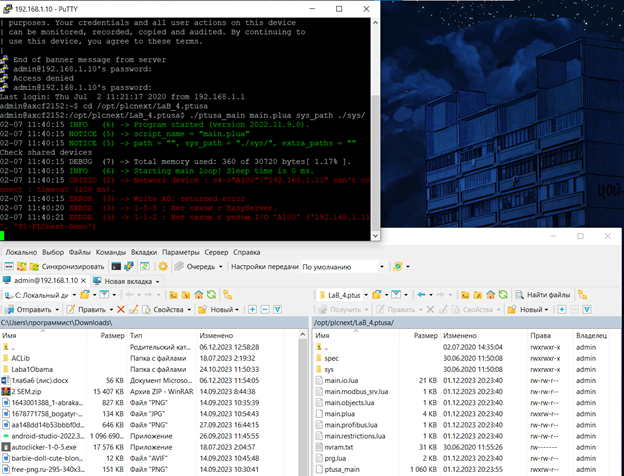 192.168.1.10 - PuTTY
| purposes. Your credentials and all user actions on this device
| can be monitored, recorded, copied and audited. By continuing to
| use this device, you agree to these terms.
|
End of banner message from server
admin@192.168.1.10's password:
Access denied
admin@192.168.1.10's password:
Last login: Thu Jul 2 11:21:17 2020 from 192.168.1.1
admin@axcf2152:~$ cd /opt/plcnext/LaB_4.ptusa
admin@axcf2152:/opt/plcnext/LaB_4.ptusa$ ./ptusa_main main.plua sys_path ./sys/
02-07 11:40:15 INFO (6) -> Program started (version 2022.11.9.0).
02-07 11:40:15 NOTICE (5) -> script_name = "main.plua"
02-07 11:40:15 NOTICE (5) -> path = "", sys_path = "./sys/", extra_paths = ""
Check shared devices
02-07 11:40:15 DEBUG (7) -> Total memory used: 360 of 30720 bytes[ 1.17% ].
02-07 11:40:15 INFO (6) -> Starting main loop! Sleep time is 0 ms.
02-07 11:40:15 CRITIC (2) -> Network device : s4->"A100":"192.168.1.11" can't co
nnect : timeout (100 ms).
02-07 11:40:15 ERROR (3) -> Write AO: returned error
02-07 11:40:20 ERROR (3) -> 1-5-5 : Нет связи с EasyServer.
02-07 11:40:21 ERROR (3) -> 1-1-2 : Нет связи с узлом I/O 'A100' ('192.168.1.11
', 'T1-PLCnext-Demo')
Локально Выбор Файлы Команды Вкладки Параметры Сервер Справка
Синхронизировать Очередь Настройки передачи По умолчанию
admin@192.168.1.10 Новая вкладка
C: Локальный ди
Отправить Правка Свойства Новый
C:\Users\программист\Downloads\
Имя Размер Тип Изменено
.. Родительский кат... 06.12.2023 12:58:28
ACLib Папка с файлами 18.07.2023 2:19:32
Laba1Obama Папка с файлами 24.10.2023 11:50:33
1лаба6 (лис).docx 56 KB Документ Microso... 06.12.2023 11:54:05
2 SEM.zip 15 407 KB Архив ZIP - WinRAR 14.09.2023 8:44:38
1643001388_1-abraka... 877 KB Файл "PNG" 14.09.2023 10:35:39
1678771758_bogatyr-... 134 KB Файл "JPG" 14.09.2023 10:54:43
aa148dd14b53bbbf0d... 646 KB Файл "PNG" 27.09.2023 16:44:15
android-studio-2022.3... 1 096 690... Приложение 26.09.2023 11:45:55
autoclicker-1-0-5.exe 17 576 KB Приложение 18.07.2023 2:04:57
barbie-doll-cute-blon... 12 KB Файл "AVIF" 14.09.2023 10:45:48
free-png.ru-295-340x3... 151 KB Файл "PNG" 14.09.2023 10:30:41
LaB_4.ptus
Найти файлы
Получить Правка Свойства Новый
/opt/plcnext/LaB_4.ptusa/
Имя Размер Изменено Права Владелец
.. 02.07.2020 14:35:04 rwxrwxr-x admin
spec 30.06.2020 11:50:08 rwxrwxr-x admin
sys 30.06.2020 11:50:08 rwxrwxr-x admin
main.io.lua 21 KB 01.12.2023 20:23:40 rw-rw-r-- admin
main.modbus_srv.lua 1 KB 01.12.2023 20:23:40 rw-rw-r-- admin
main.objects.lua 1 KB 01.12.2023 20:23:40 rw-rw-r-- admin
main.plua 4 KB 01.12.2023 20:23:40 rw-rw-r-- admin
main.profibus.lua 1 KB 01.12.2023 20:23:40 rw-rw-r-- admin
main.restrictions.lua 1 KB 01.12.2023 20:23:40 rw-rw-r-- admin
nvram.txt 31 KB 30.06.2020 11:55:26 rw------- admin
prg.lua 2 KB 01.12.2023 20:23:40 rw-rw-r-- admin
ptusa_main 1 060 KB 01.12.2023 20:23:55 rwxrwxr-x admin